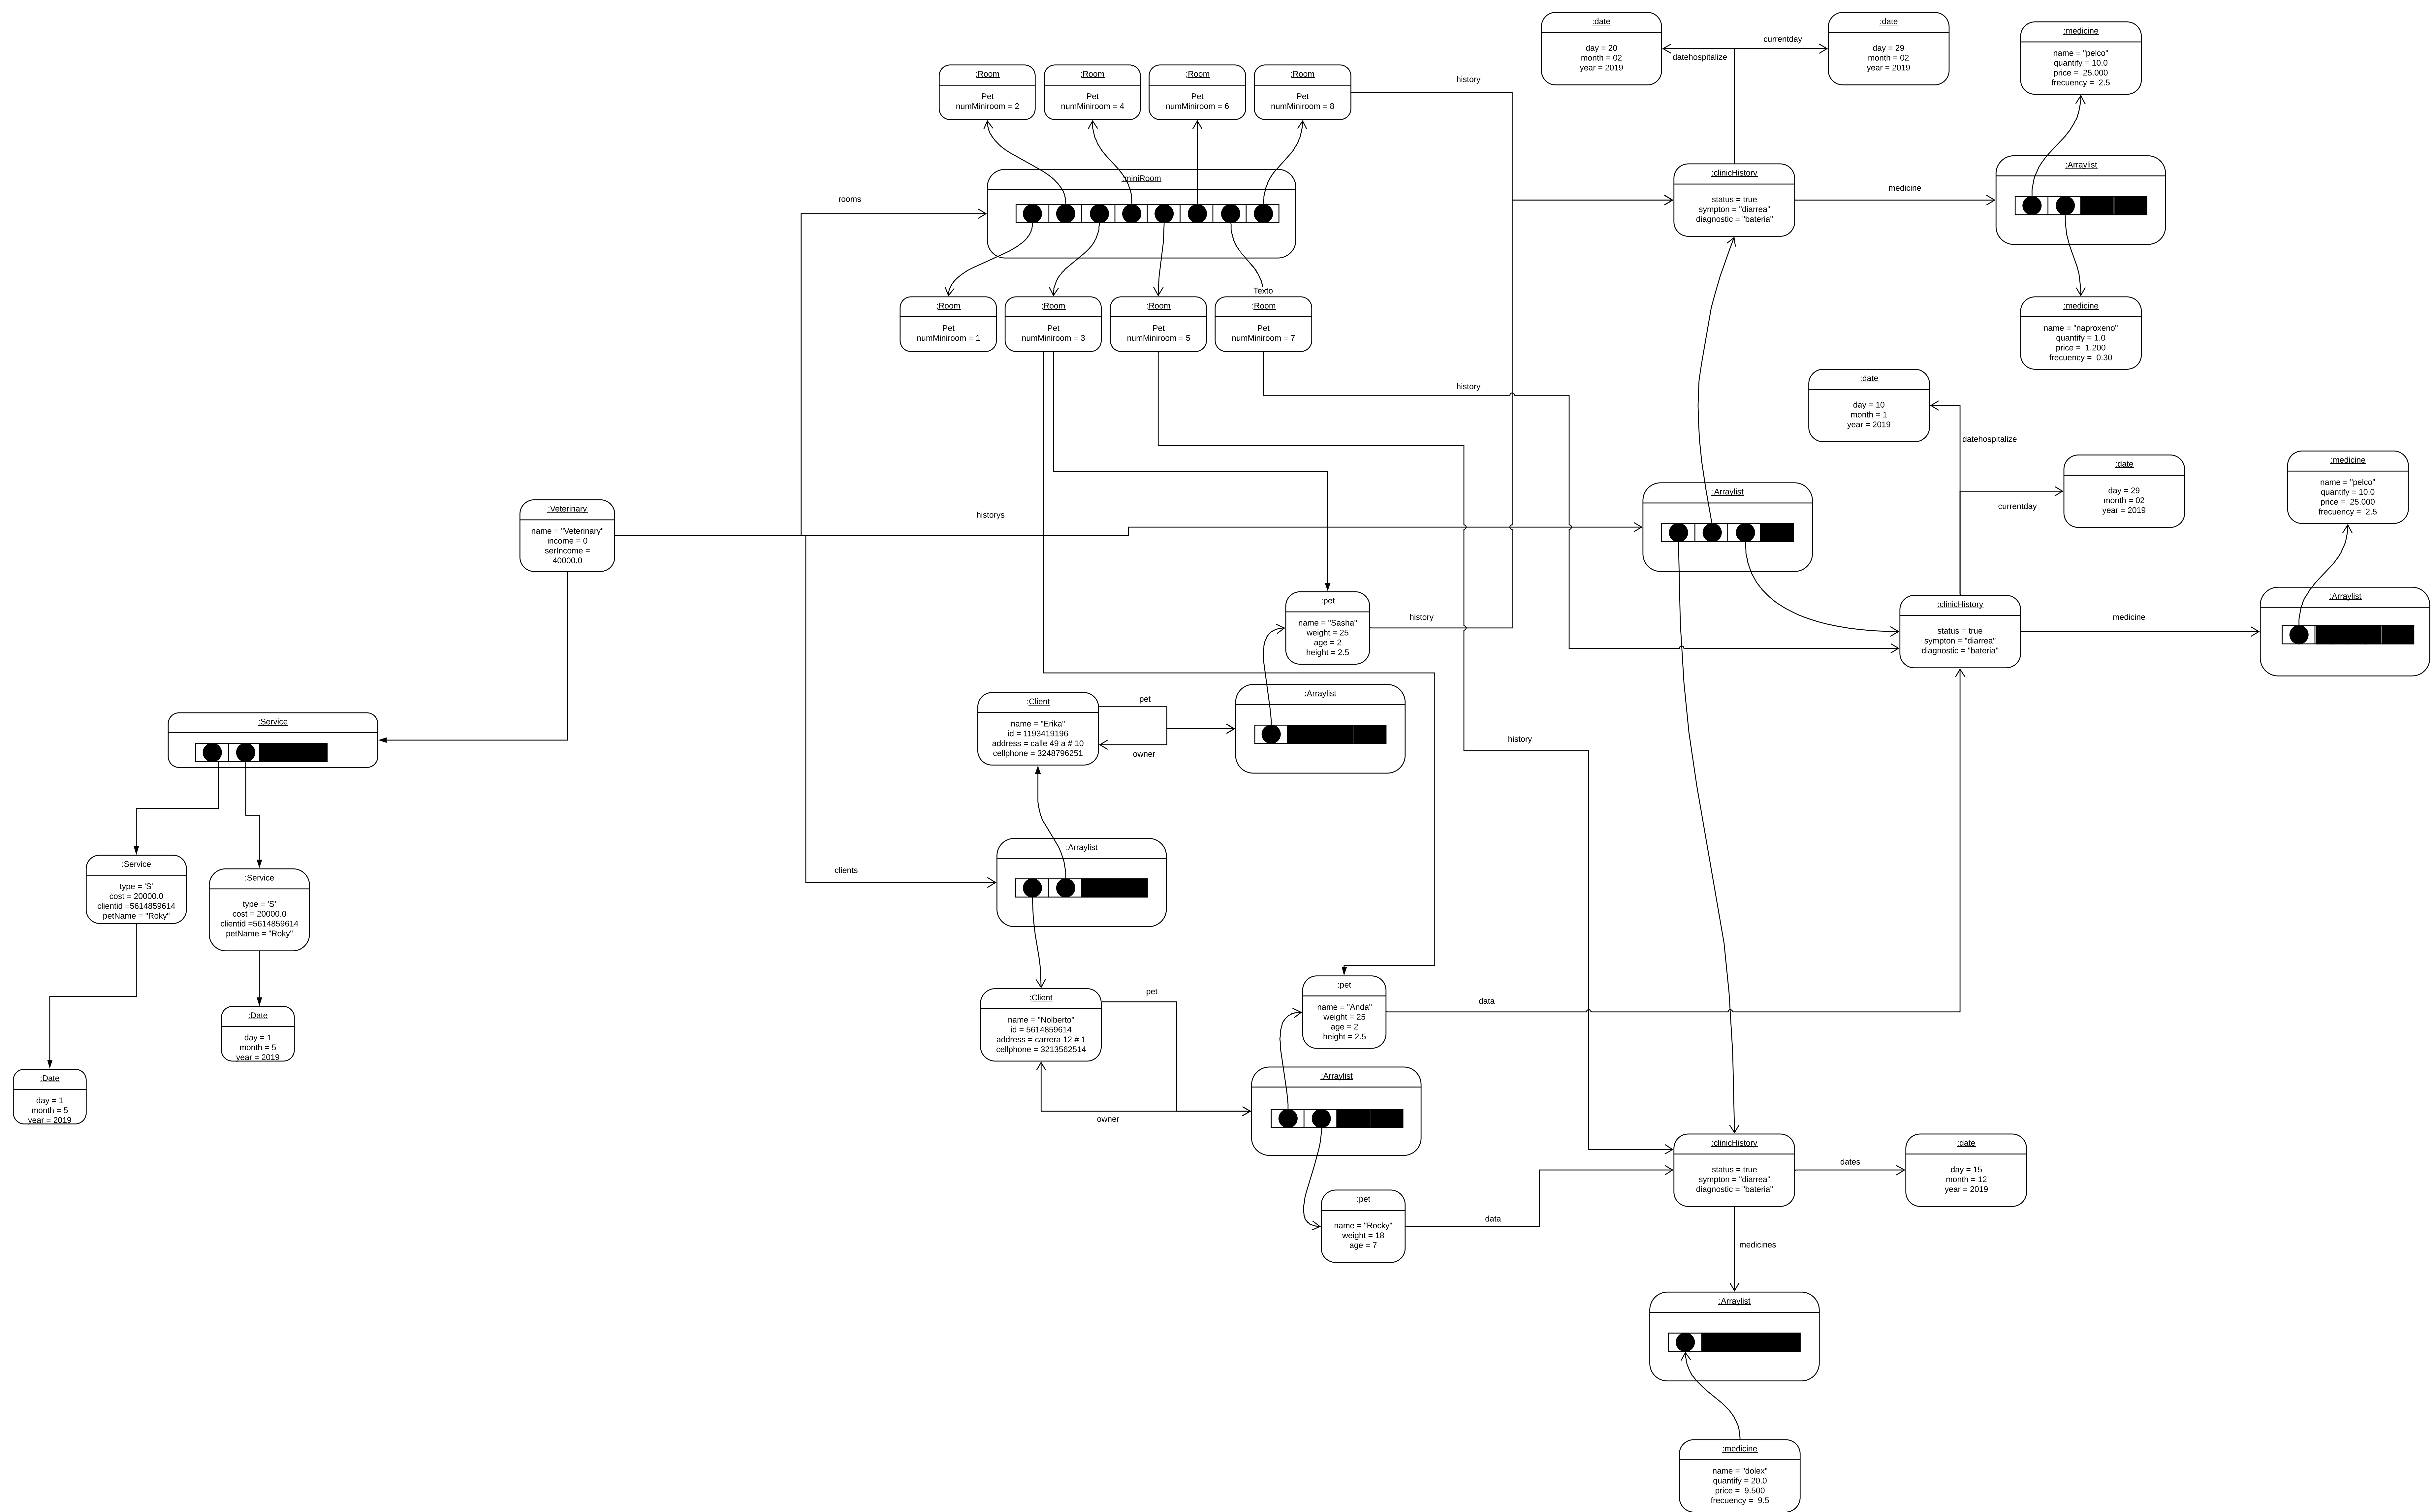 :date
day = 20
month = 02
year = 2019
:date
day = 29
month = 02
year = 2019
currentday
datehospitalize
:medicine
name = "pelco"
quantify = 10.0
price =  25.000
frecuency =  2.5
:Room
Pet
numMiniroom = 2
:Room
Pet
numMiniroom = 4
:Room
Pet
numMiniroom = 6
:Room
Pet
numMiniroom = 8
history
:miniRoom
rooms
:clinicHistory
status = true
sympton = "diarrea"
diagnostic = "bateria"
medicine
:Arraylist
Texto
:Room
Pet
numMiniroom = 1
:Room
Pet
numMiniroom = 3
:Room
Pet
numMiniroom = 5
:Room
Pet
numMiniroom = 7
:medicine
name = "naproxeno"
quantify = 1.0
price =  1.200
frecuency =  0.30
history
:date
day = 10
month = 1
year = 2019
datehospitalize
:date
day = 29
month = 02
year = 2019
currentday
:medicine
name = "pelco"
quantify = 10.0
price =  25.000
frecuency =  2.5
:Veterinary
name = "Veterinary"
income = 0
serIncome =
40000.0
historys
:Arraylist
:pet
name = "Sasha"
weight = 25
age = 2
height = 2.5
history
:clinicHistory
status = true
sympton = "diarrea"
diagnostic = "bateria"
medicine
:Arraylist
:Service
:Client
name = "Erika"
id = 1193419196
address = calle 49 a # 10
cellphone = 3248796251
pet
owner
:Arraylist
history
:Arraylist
clients
:Service
type = 'S'
cost = 20000.0
clientid =5614859614
petName = "Roky"
:Service
type = 'S'
cost = 20000.0
clientid =5614859614
petName = "Roky"
:Client
name = "Nolberto"
id = 5614859614
address = carrera 12 # 1
cellphone = 3213562514
pet
owner
:pet
name = "Anda"
weight = 25
age = 2
height = 2.5
data
:Date
day = 1
month = 5
year = 2019
:Date
day = 1
month = 5
year = 2019
:Arraylist
:pet
name = "Rocky"
weight = 18
age = 7
data
:clinicHistory
status = true
sympton = "diarrea"
diagnostic = "bateria"
dates
:date
day = 15
month = 12
year = 2019
medicines
:Arraylist
:medicine
name = "dolex"
quantify = 20.0
price =  9.500
frecuency =  9.5